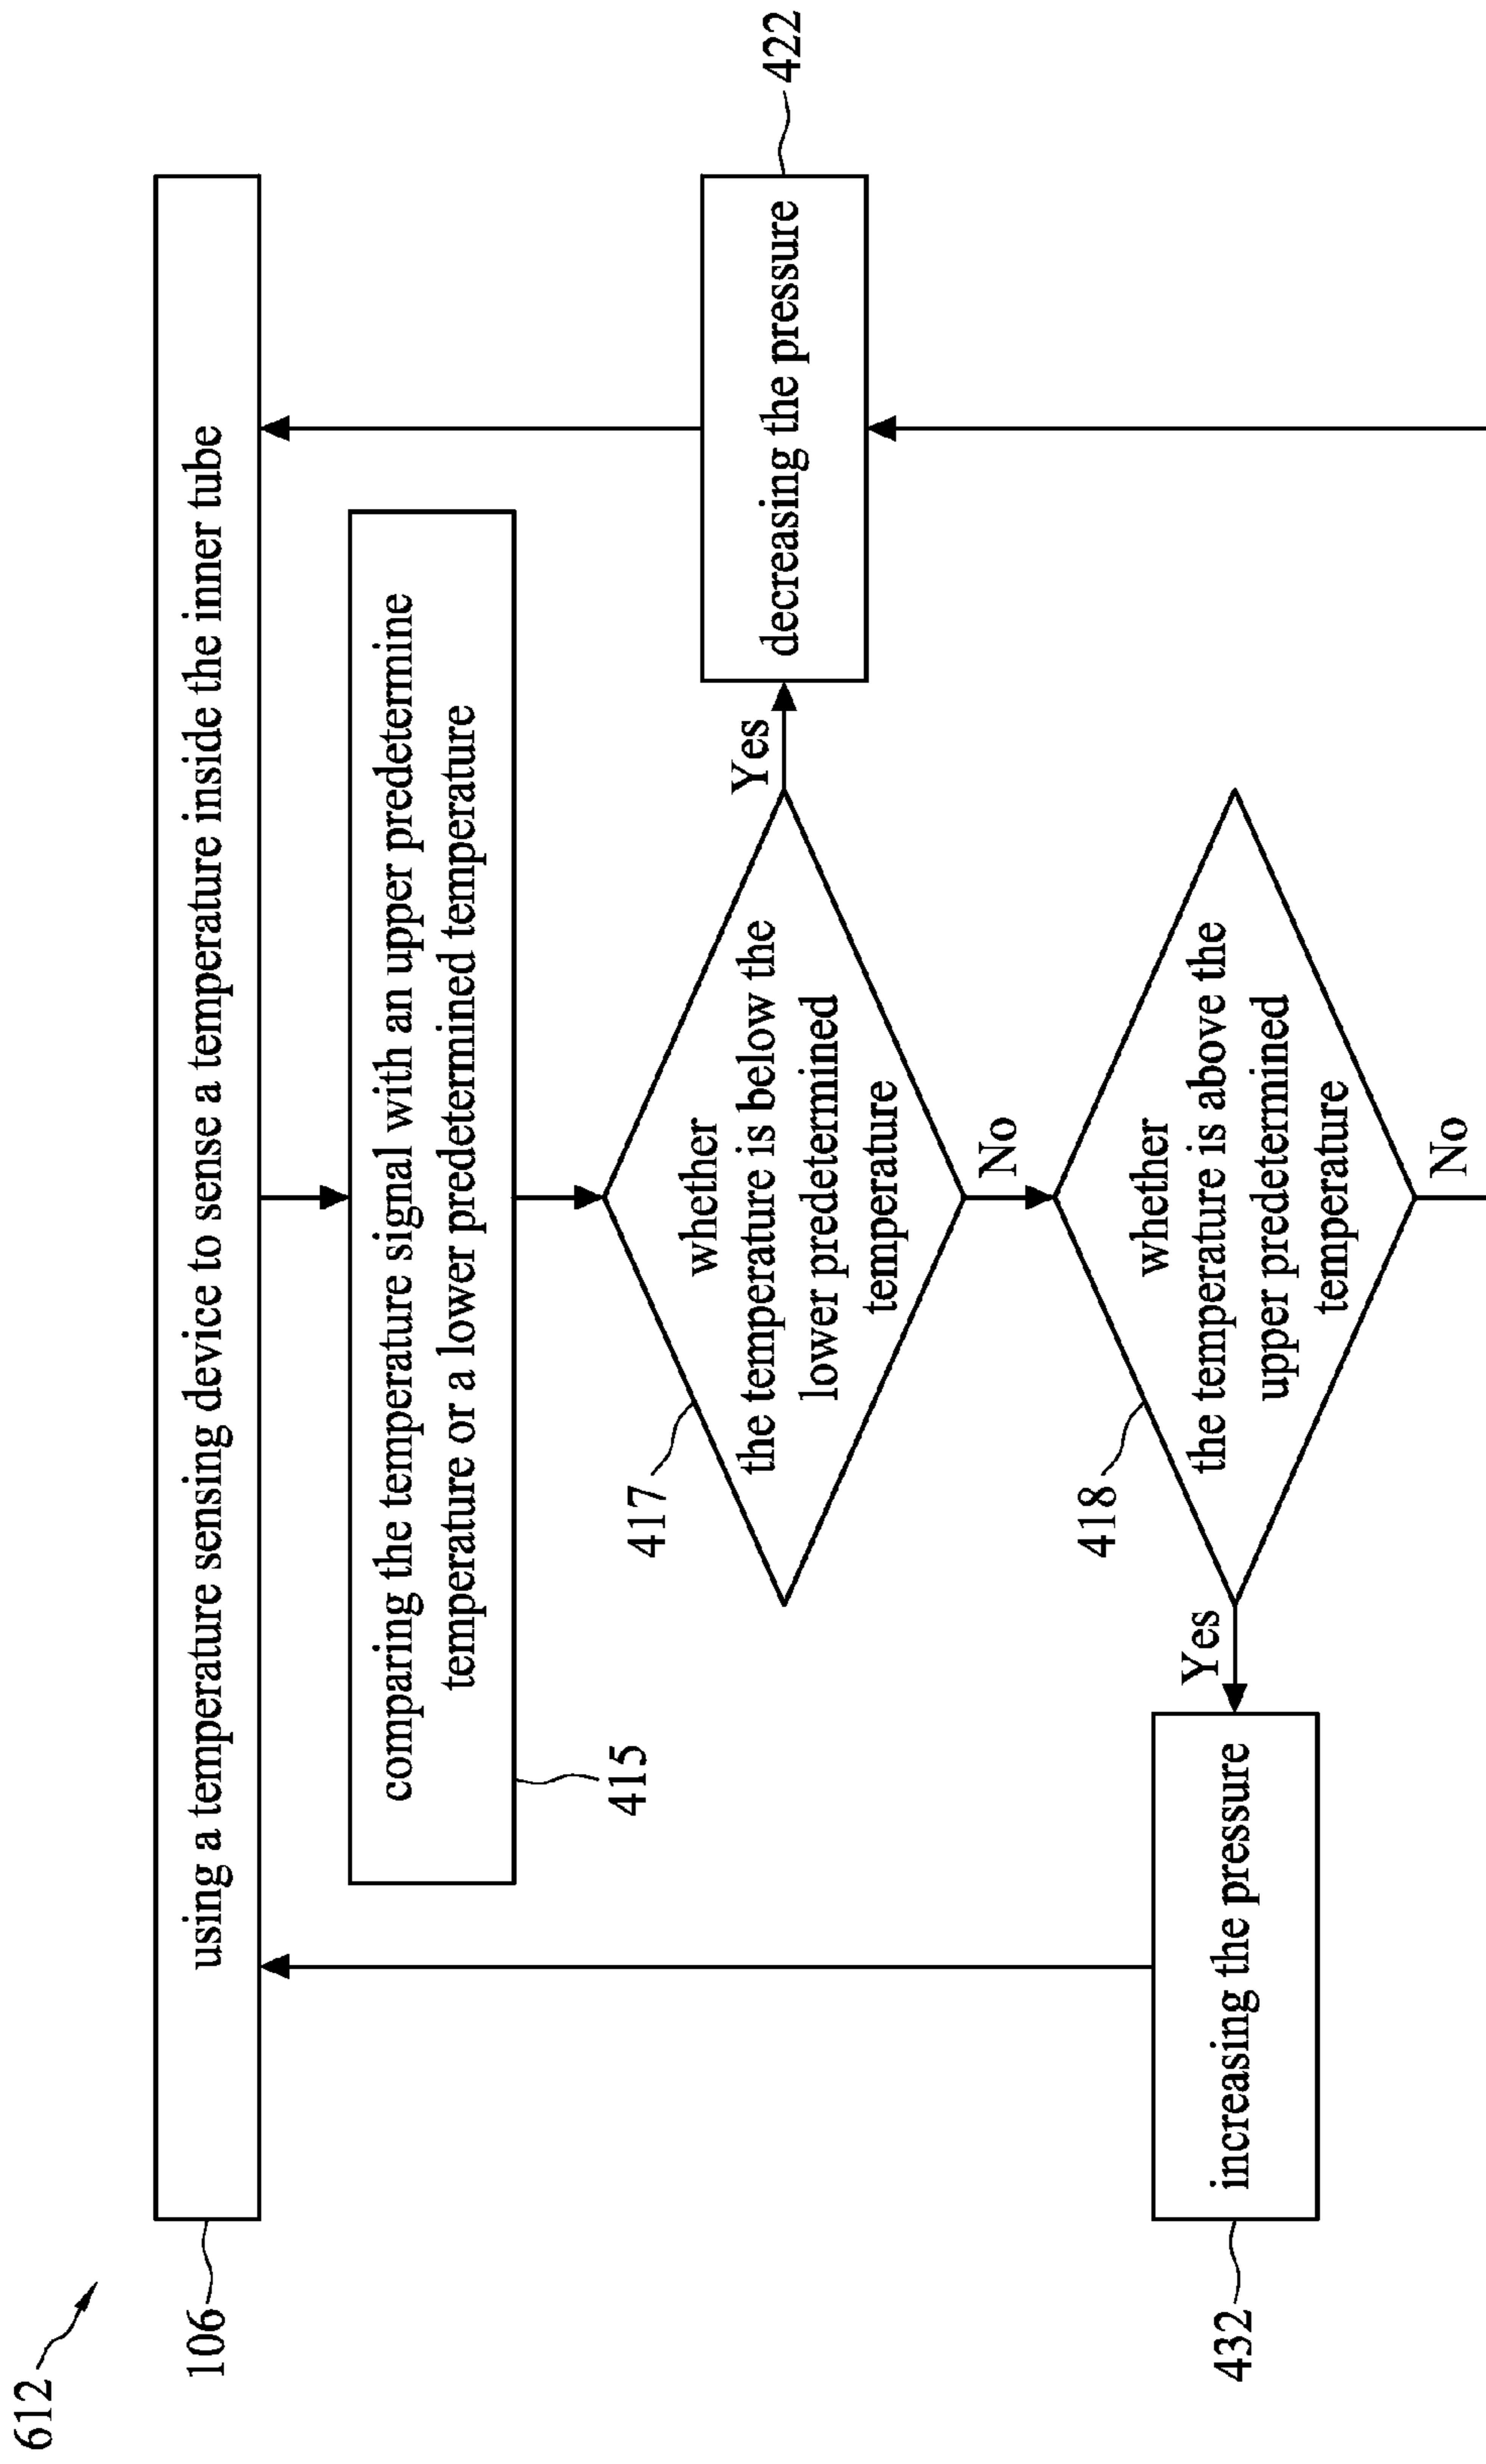 612
106
using a temperature sensing device to sense a temperature inside the inner tube
comparing the temperature signal with an upper predetermine
temperature or a lower predetermined temperature
415
417
whether
the temperature is below the
lower predetermined
temperature
Yes
decreasing the pressure
422
No
418
whether
the temperature is above the
upper predetermined
temperature
Yes
increasing the pressure
432
No